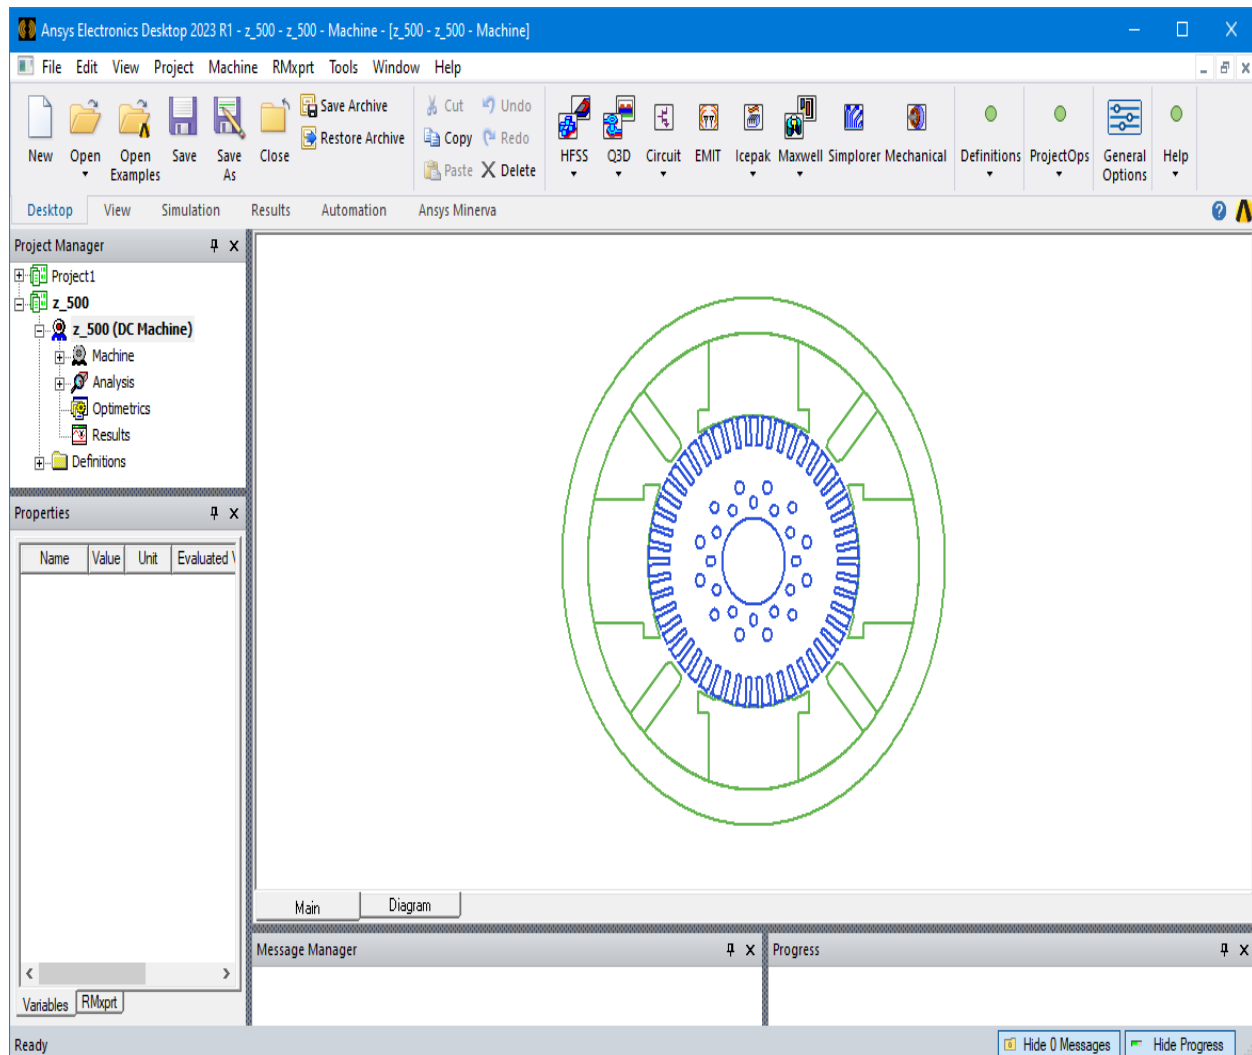 Ansys Electronics Desktop 2023 R1 - z_500 - z_500 - Machine - [z_500 - z_500 - Machine]
File Edit View Project Machine RMxprt Tools Window Help
New Open Open Examples Save Save As Close
Save Archive
Restore Archive
Cut Undo
Copy Redo
Paste Delete
HFSS Q3D Circuit EMIT Icepak Maxwell Simplorer Mechanical Definitions ProjectOps General Options Help
Desktop View Simulation Results Automation Ansys Minerva
Project Manager
Project1
z_500
z_500 (DC Machine)
Machine
Analysis
Optimetrics
Results
Definitions
Properties
Name Value Unit Evaluated
Variables RMxprt
Main Diagram
Message Manager
Progress
Ready
Hide 0 Messages Hide Progress